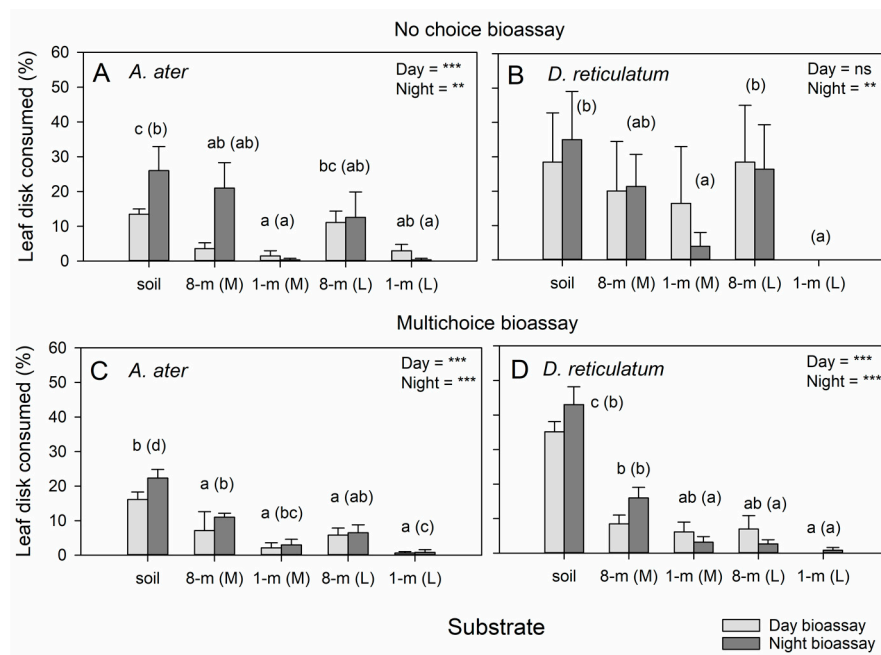 No choice bioassay
Leaf disk consumed (%)
60
50
40
30
20
10
0
A
A. ater
Day = ***
Night = **
c (b)
ab (ab)
a (a)
bc (ab)
ab (a)
soil
8-m (M)
1-m (M)
8-m (L)
1-m (L)
B
D. reticulatum
Day = ns
Night = **
(b)
(ab)
(a)
(b)
(a)
soil
8-m (M)
1-m (M)
8-m (L)
1-m (L)
Multichoice bioassay
Leaf disk consumed (%)
60
50
40
30
20
10
0
C
A. ater
Day = ***
Night = ***
b (d)
a (b)
a (bc)
a (ab)
a (c)
soil
8-m (M)
1-m (M)
8-m (L)
1-m (L)
D
D. reticulatum
Day = ***
Night = ***
c (b)
b (b)
ab (a)
ab (a)
a (a)
soil
8-m (M)
1-m (M)
8-m (L)
1-m (L)
Substrate
Day bioassay
Night bioassay